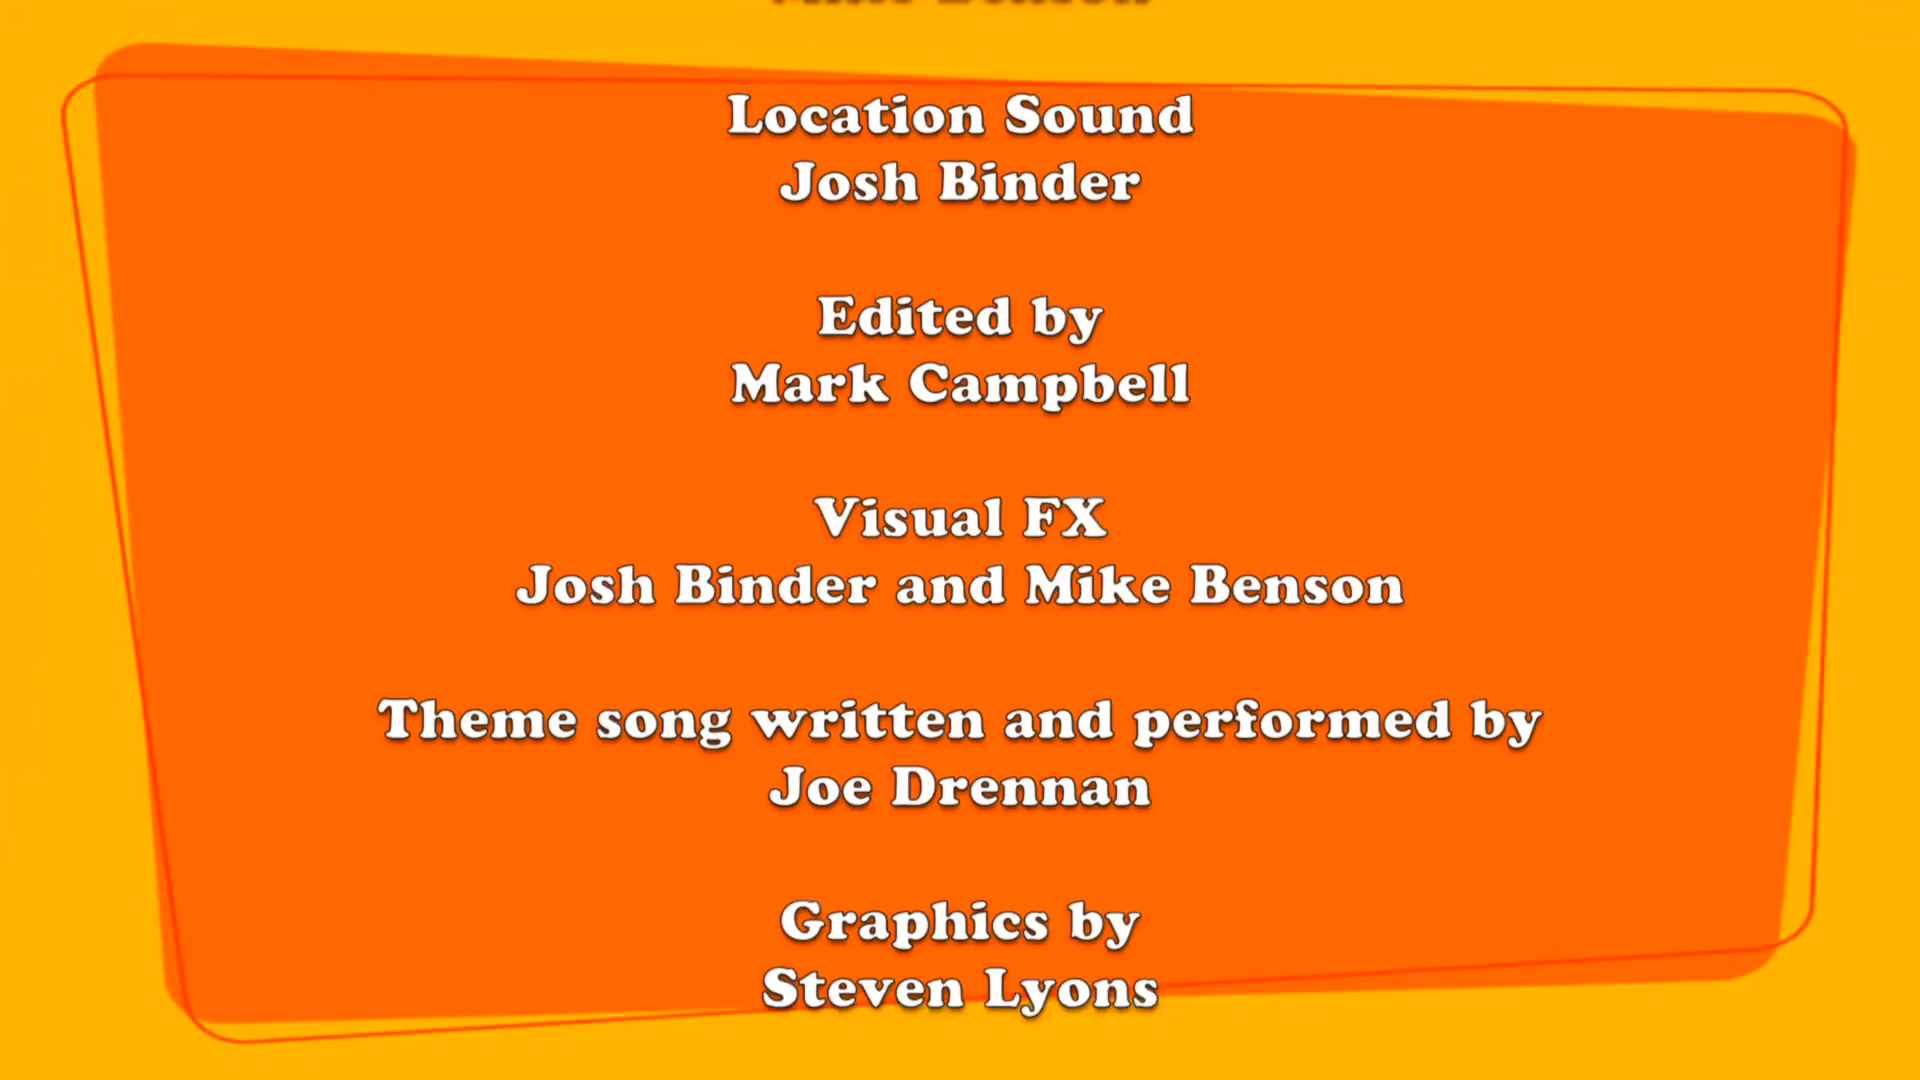 Location Sound
Josh Binder
Edited by
Mark Campbell
Visual FX
Josh Binder and Mike Benson
Theme song written and performed by
Joe Drennan
Graphics by
Steven Lyons